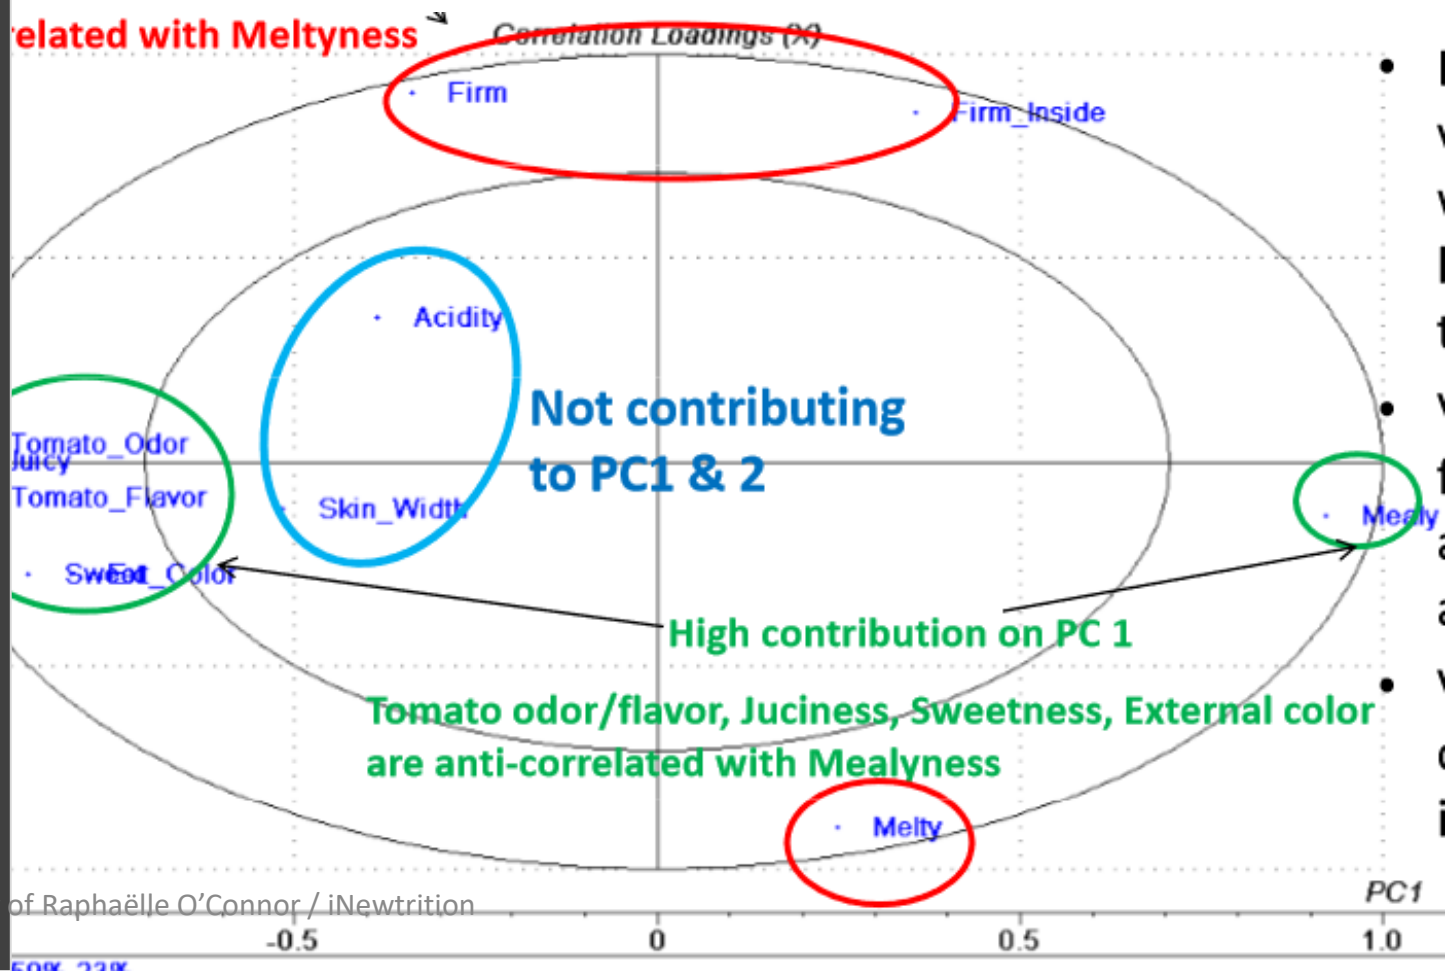 related with Meltyness
Correlation Loadings (X)
Firm
Firm_Inside
Acidity
Not contributing
to PC1 & 2
Tomato_Odor
Juicy
Tomato_Flavor
Skin_Width
Mealy
Sweet
Ext_Color
High contribution on PC 1
Tomato odor/flavor, Juciness, Sweetness, External color
are anti-correlated with Mealyness
Melty
of Raphaëlle O'Connor / iNewtrition
PC1
-0.5 0 0.5 1.0